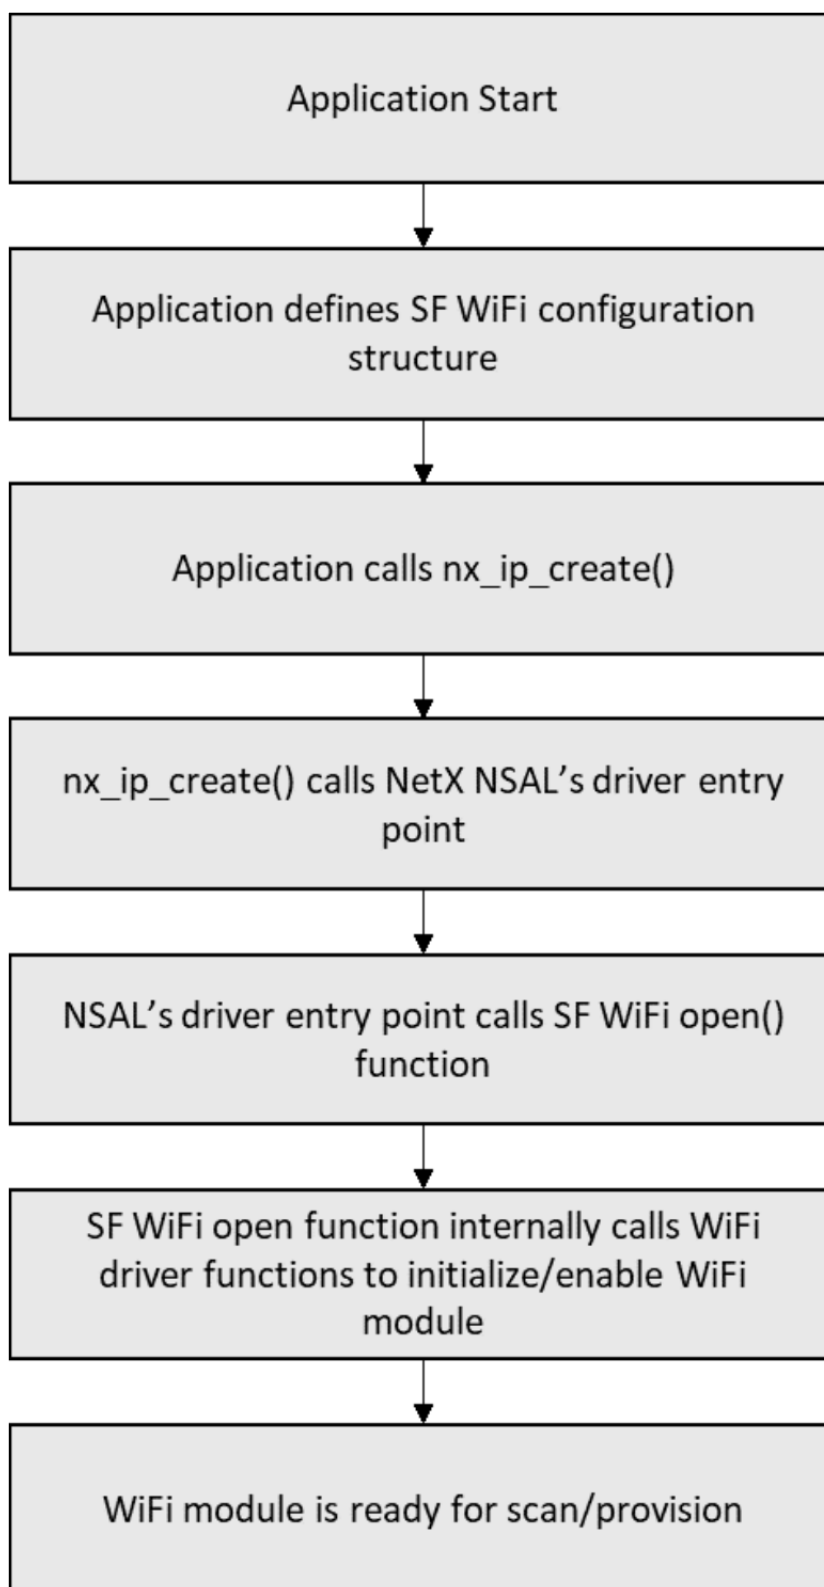 Application Start
Application defines SF WiFi configuration
structure
Application calls nx_ip_create()
nx_ip_create() calls NetX NSAL’s driver entry
point
NSAL’s driver entry point calls SF WiFi open()
function
SF WiFi open function internally calls WiFi
driver functions to initialize/enable WiFi
module
WiFi module is ready for scan/provision